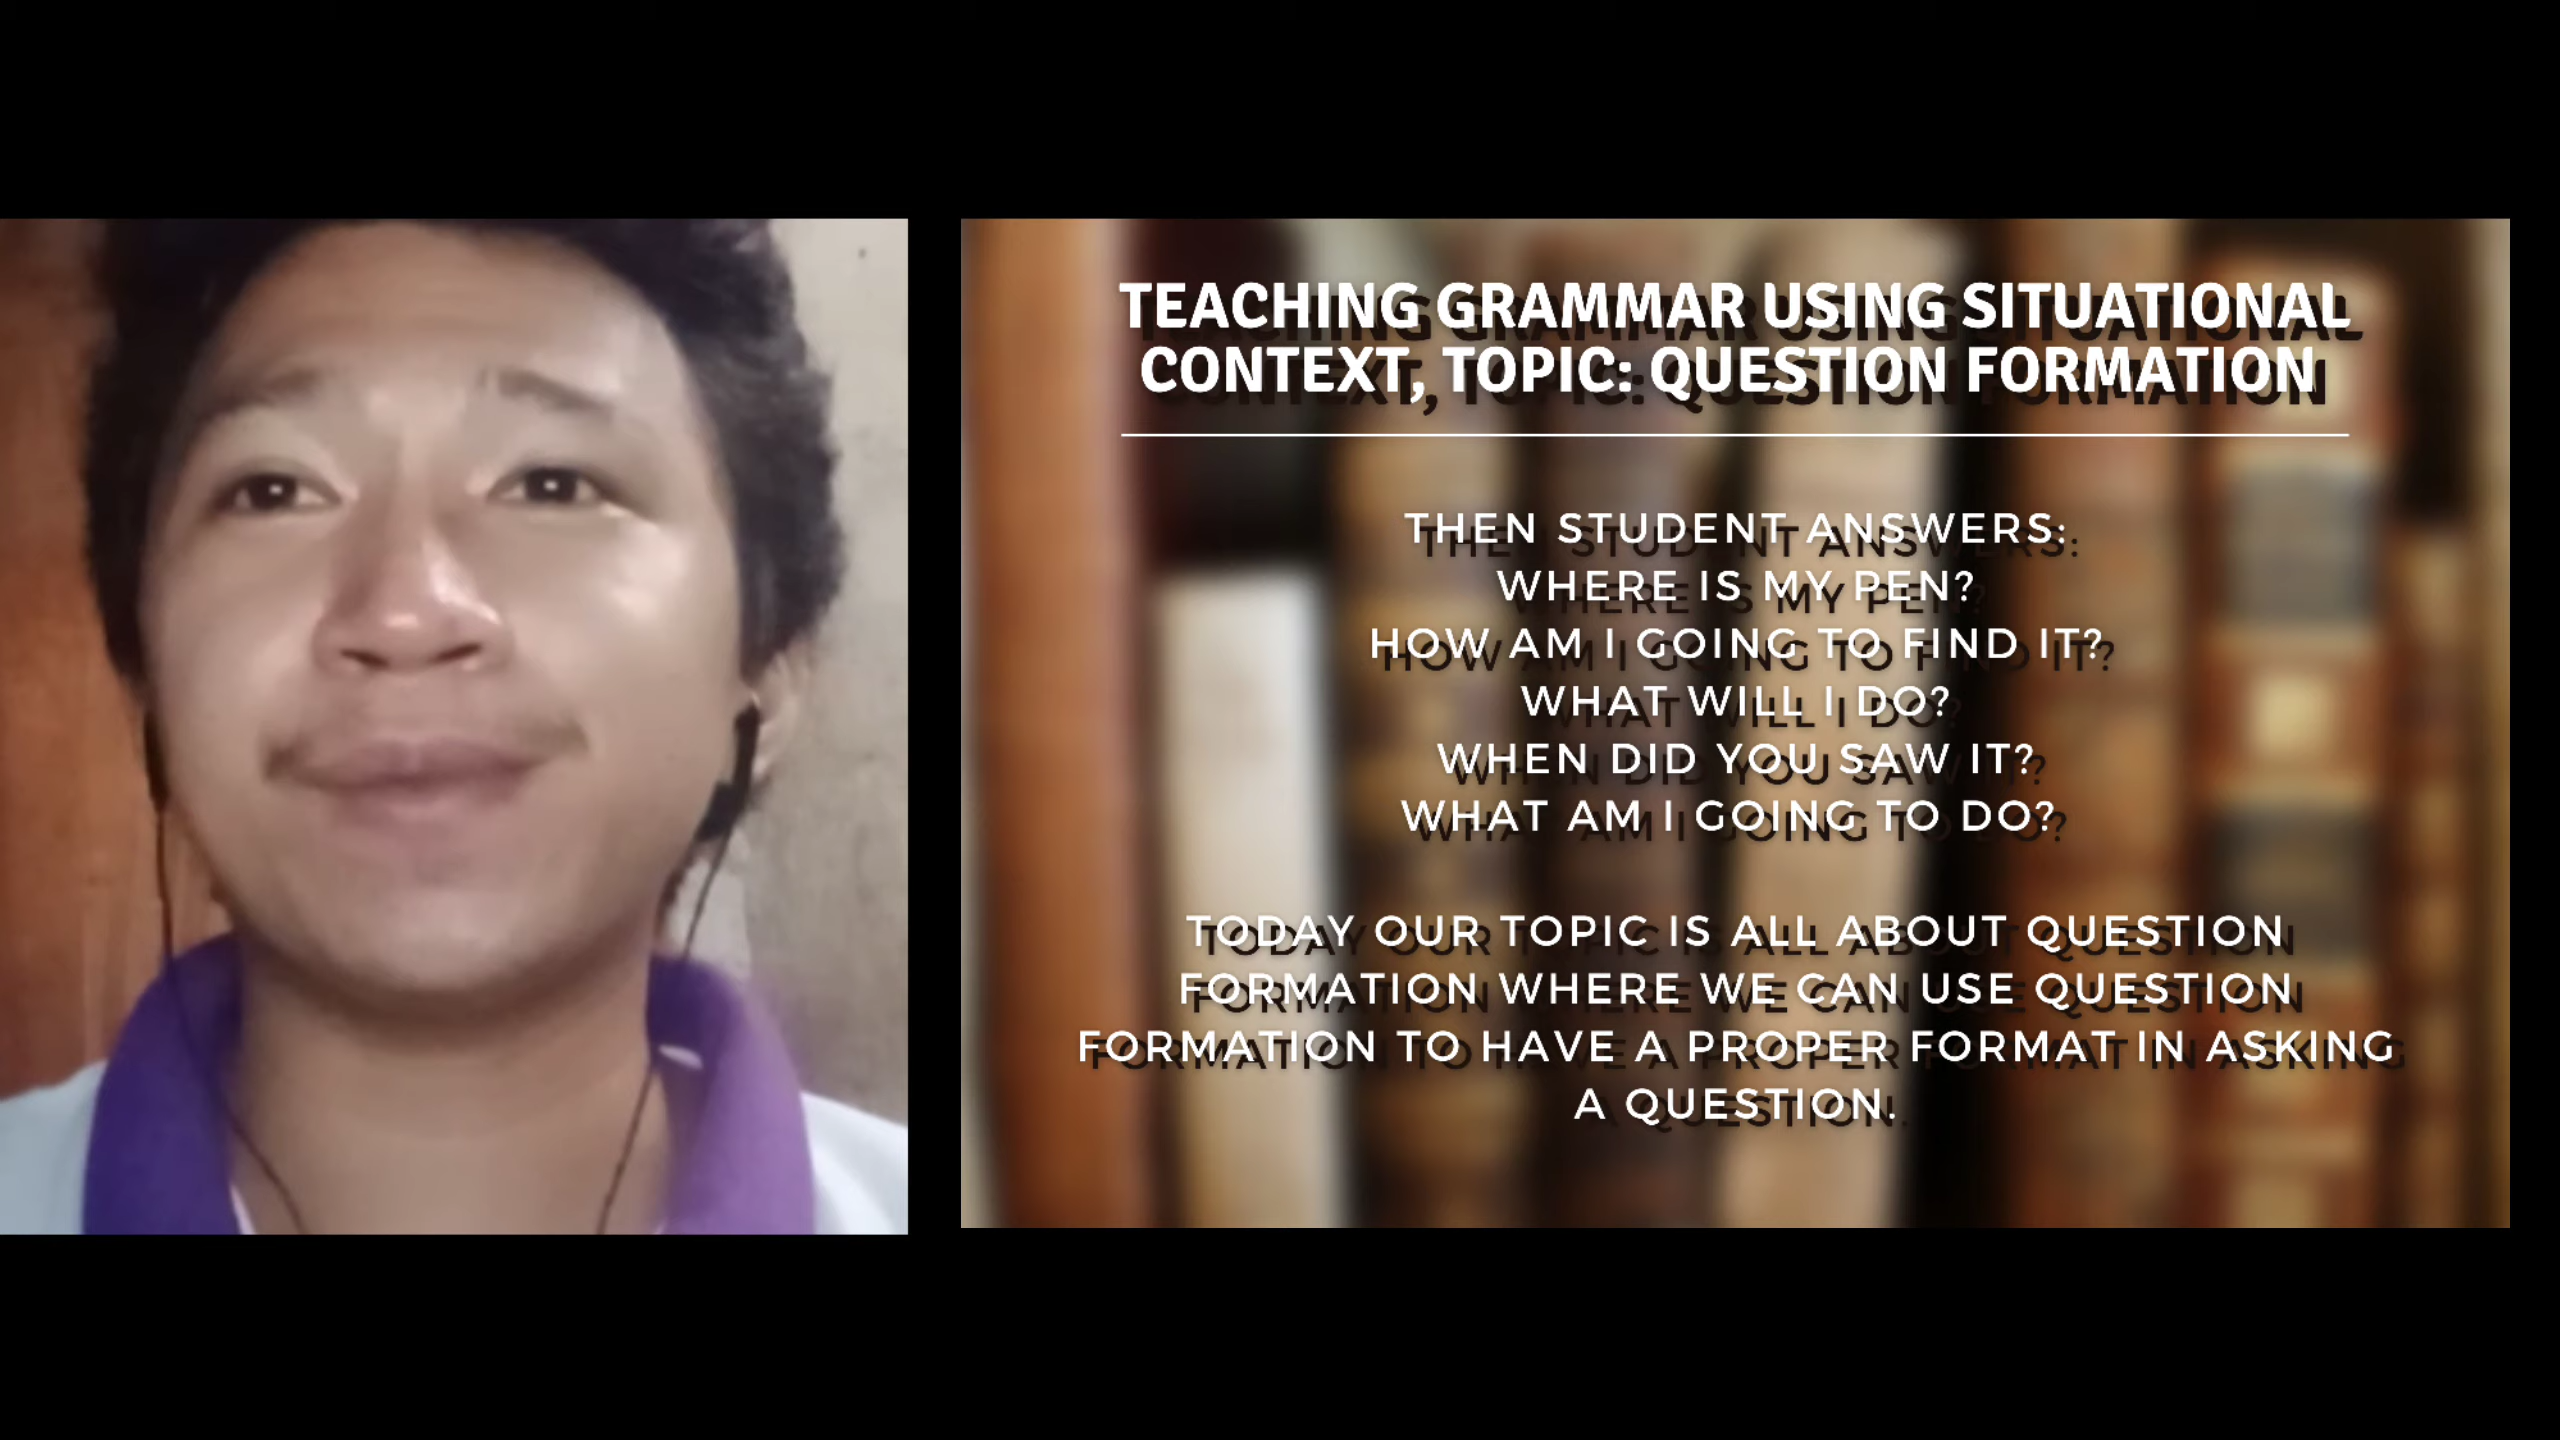 TEACHING GRAMMAR USING SITUATIONAL
CONTEXT, TOPIC: QUESTION FORMATION
THEN STUDENT ANSWERS:
WHERE IS MY PEN?
HOW AM I GOING TO FIND IT?
WHAT WILL I DO?
WHEN DID YOU SAW IT?
WHAT AM I GOING TO DO?
TODAY OUR TOPIC IS ALL ABOUT QUESTION
FORMATION WHERE WE CAN USE QUESTION
FORMATION TO HAVE A PROPER FORMAT IN ASKING
A QUESTION.